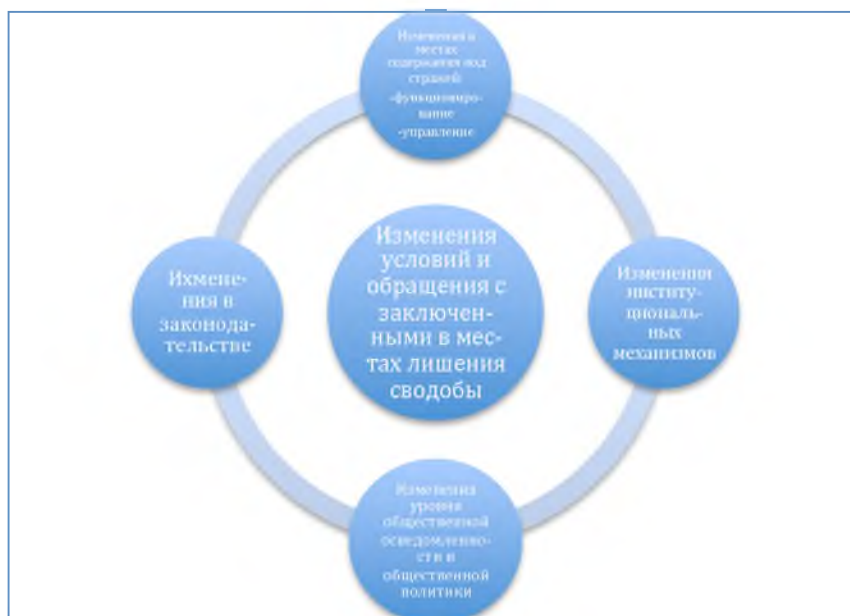 Изменения в
местах
содержания под
стражей
-функциониро-
вание
-управление
Ихмене-
ния в
законода-
тельстве
Изменения
условий и
обращения с
заключен-
ными в мес-
тах лишения
сводобы
Изменения
институ-
циональ-
ных
механизмов
Изменения
уровня
общественной
осведомленно-
сти и
общественной
политики